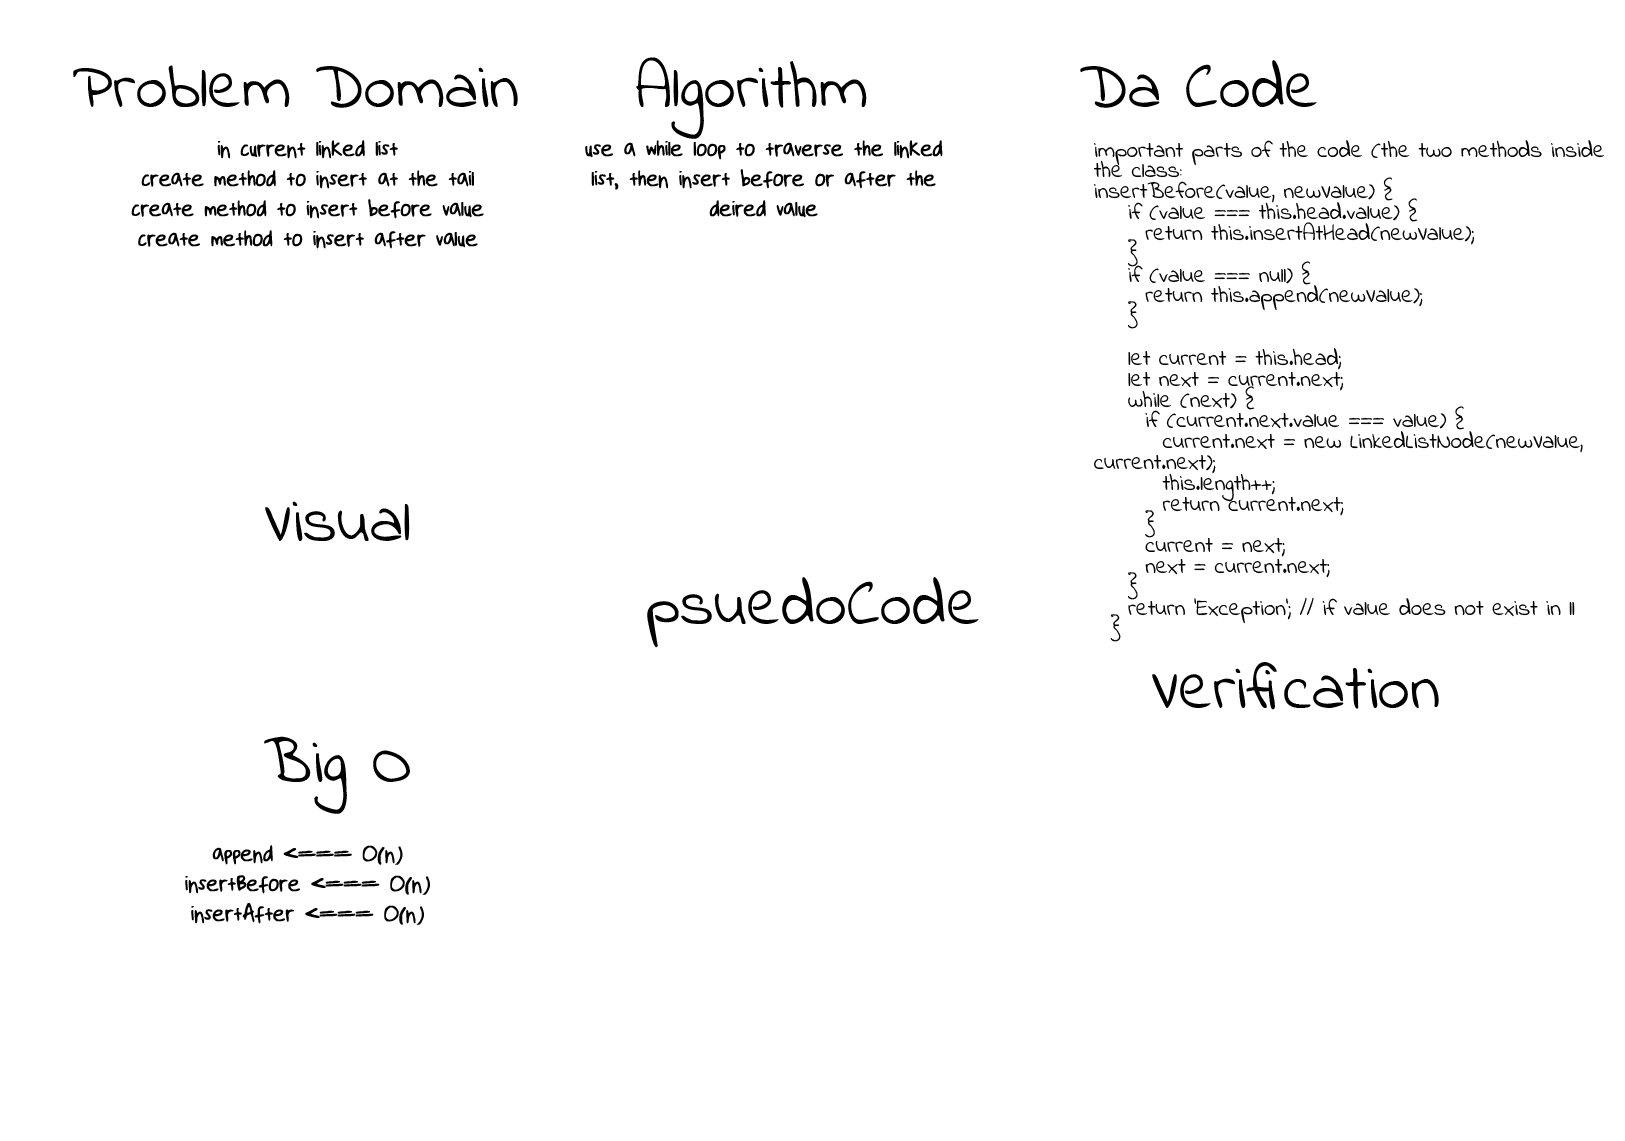 Problem Domain
in current linked list
create method to insert at the tail
create method to insert before value
create method to insert after value
Visual
Big O
append <==== O(n)
insertBefore <==== O(n)
insertAfter <==== O(n)
Algorithm
use a while loop to traverse the linked
list, then insert before or after the
deired value
psuedoCode
Da Code
important parts of the code (the two methods inside
the class:
insertBefore(value, newValue) {
if (value === this.head.value) {
return this.insertAtHead(newValue);
}
if (value === null) {
return this.append(newValue);
}
let current = this.head;
let next = current.next;
while (next) {
if (current.next.value === value) {
current.next = new LinkedListNode(newValue,
current.next);
this.length++;
return current.next;
}
current = next;
next = current.next;
}
return 'Exception'; // if value does not exist in ll
}
verification